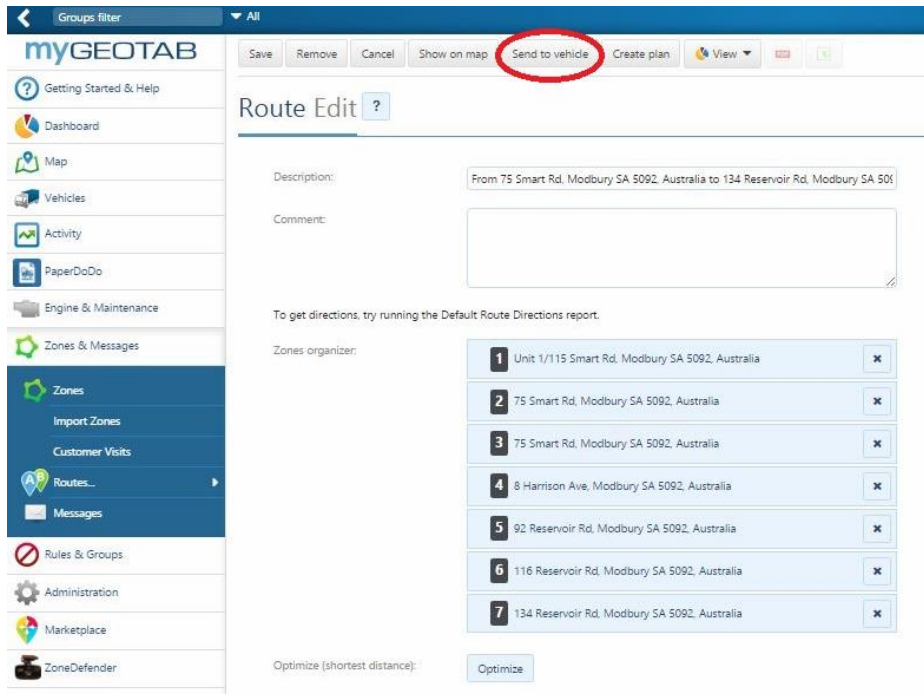 Groups filter
All
myGEOTAB
Save Remove Cancel Show on map Send to vehicle Create plan View
Getting Started & Help
Dashboard
Map
Vehicles
Activity
PaperDoDo
Engine & Maintenance
Zones & Messages
Zones
Import Zones
Customer Visits
A B Routes...
Messages
Rules & Groups
Administration
Marketplace
ZoneDefender
Route Edit ?
Description: From 75 Smart Rd, Modbury SA 5092, Australia to 134 Reservoir Rd, Modbury SA 509
Comment:
To get directions, try running the Default Route Directions report.
Zones organizer:
1 Unit 1/115 Smart Rd, Modbury SA 5092, Australia
2 75 Smart Rd, Modbury SA 5092, Australia
3 75 Smart Rd, Modbury SA 5092, Australia
4 8 Harrison Ave, Modbury SA 5092, Australia
5 92 Reservoir Rd, Modbury SA 5092, Australia
6 116 Reservoir Rd, Modbury SA 5092, Australia
7 134 Reservoir Rd, Modbury SA 5092, Australia
Optimize (shortest distance): Optimize